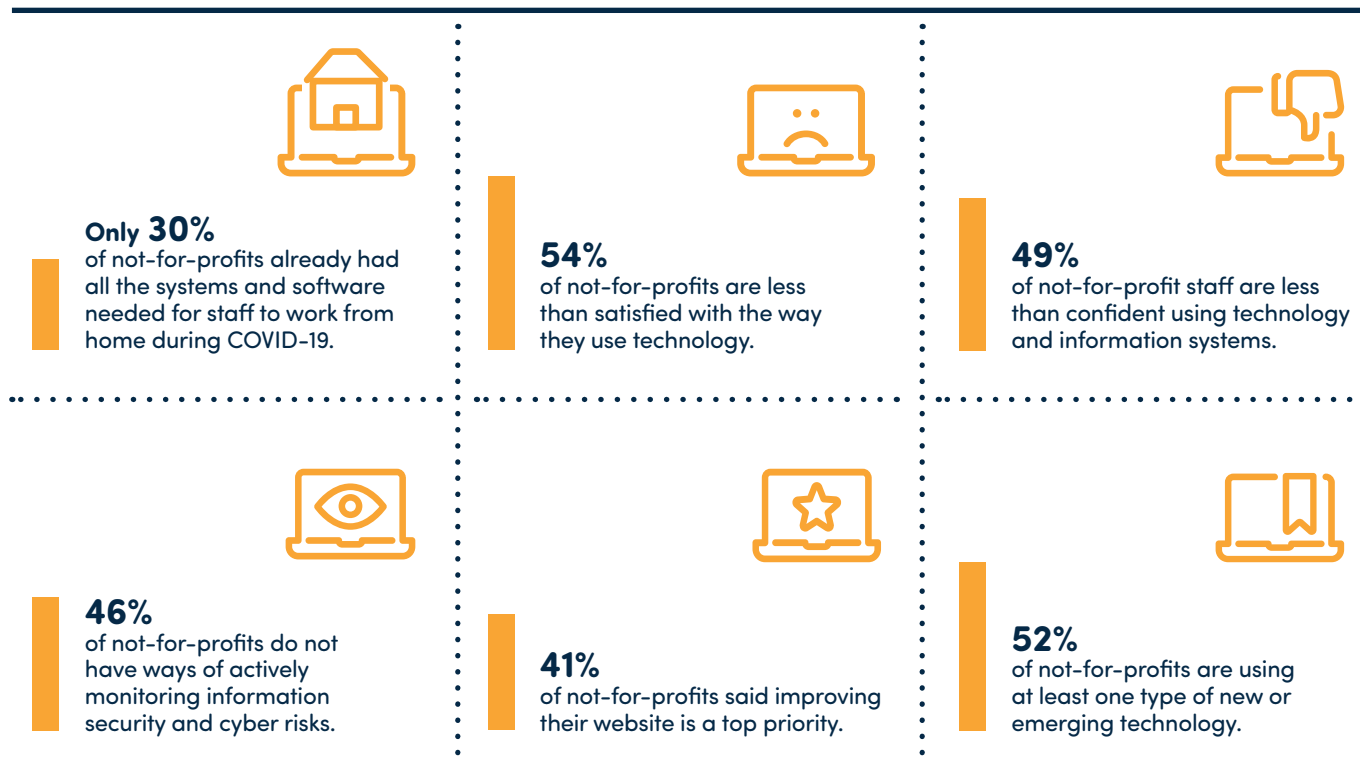 Only 30%
of not-for-profits already had
all the systems and software
needed for staff to work from
home during COVID-19.
54%
of not-for-profits are less
than satisfied with the way
they use technology.
49%
of not-for-profit staff are less
than confident using technology
and information systems.
46%
of not-for-profits do not
have ways of actively
monitoring information
security and cyber risks.
41%
of not-for-profits said improving
their website is a top priority.
52%
of not-for-profits are using
at least one type of new or
emerging technology.